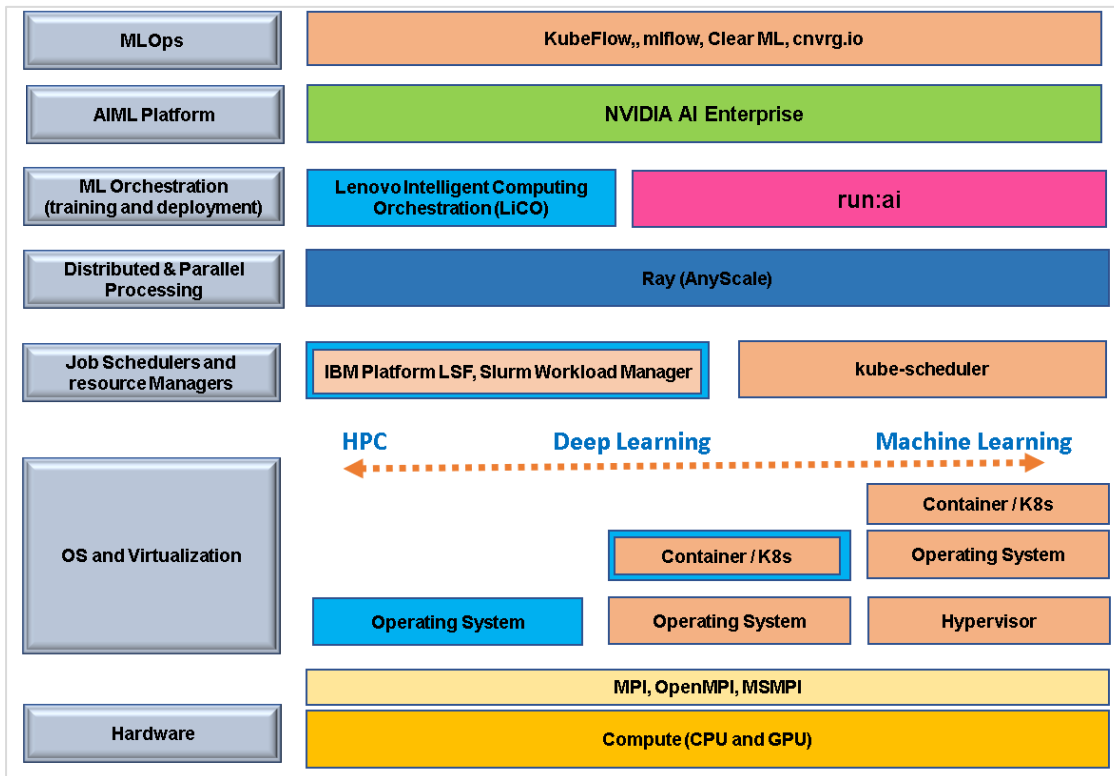 MLOps
KubeFlow,, mlflow, Clear ML, cnvrg.io
AIML Platform
NVIDIA AI Enterprise
ML Orchestration
(training and deployment)
Lenovo Intelligent Computing
Orchestration (LiCO)
run:ai
Distributed & Parallel
Processing
Ray (AnyScale)
Job Schedulers and
resource Managers
IBM Platform LSF, Slurm Workload Manager
kube-scheduler
HPC
Deep Learning
Machine Learning
OS and Virtualization
Container / K8s
Container / K8s
Operating System
Operating System
Operating System
Hypervisor
MPI, OpenMPI, MSMPI
Hardware
Compute (CPU and GPU)